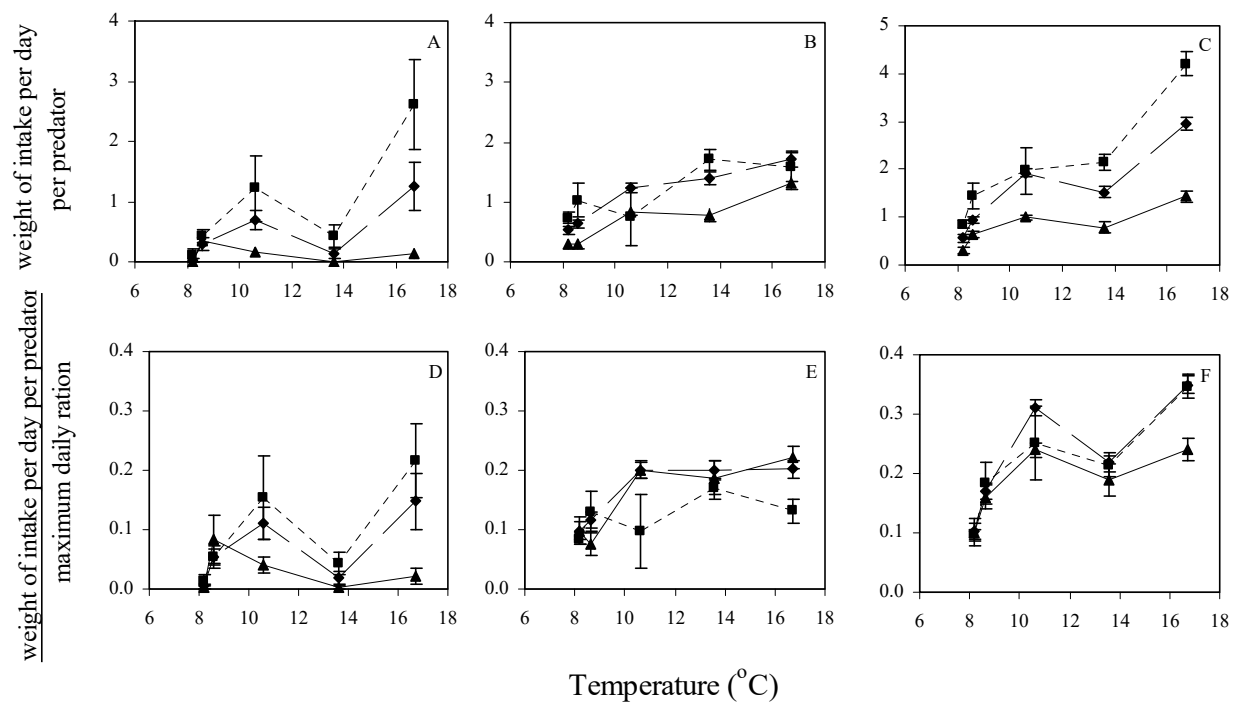 weight of intake per day
per predator
4
3
2
1
0
6 8 10 12 14 16 18
A
4
3
2
1
0
6 8 10 12 14 16 18
B
5
4
3
2
1
0
6 8 10 12 14 16 18
C
weight of intake per day per predator
maximum daily ration
0.4
0.3
0.2
0.1
0.0
6 8 10 12 14 16 18
D
0.4
0.3
0.2
0.1
0.0
6 8 10 12 14 16 18
E
0.4
0.3
0.2
0.1
0.0
6 8 10 12 14 16 18
F
Temperature (°C)